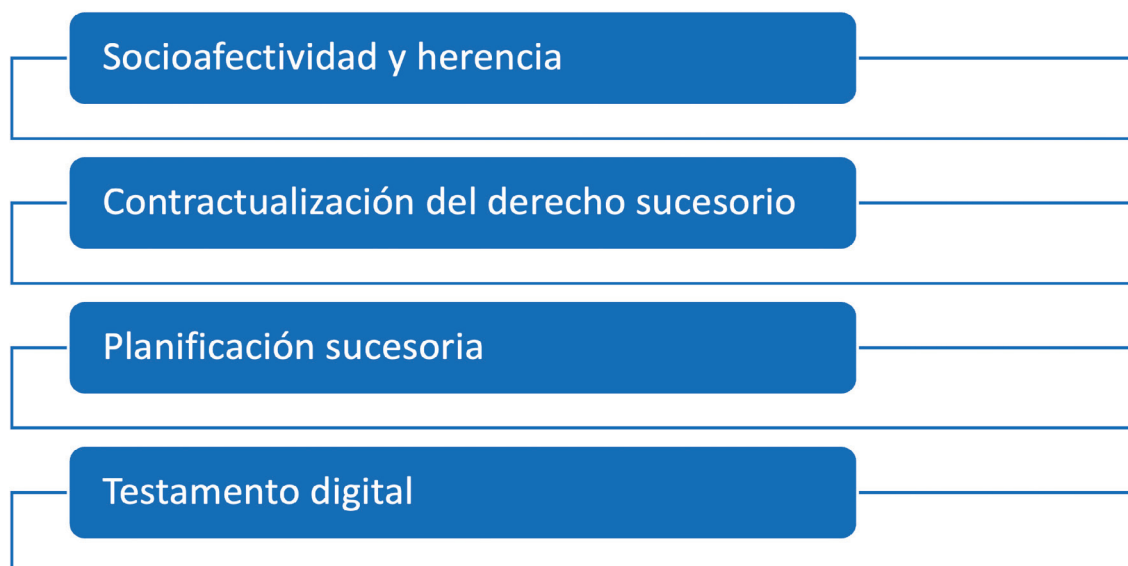 Socioafectividad y herencia
Contractualización del derecho sucesorio
Planificación sucesoria
Testamento digital